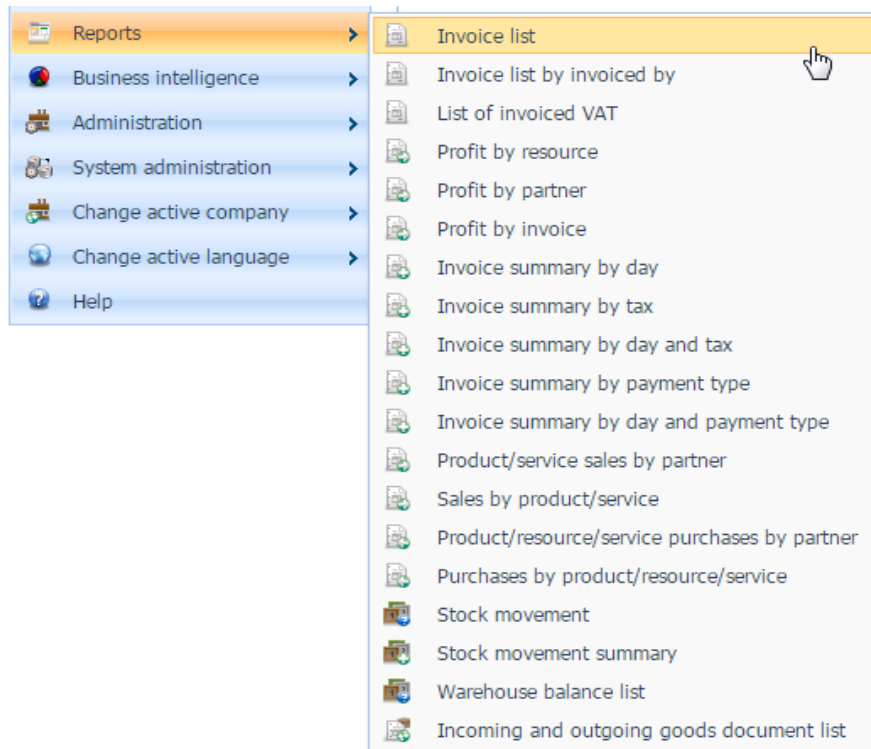 Reports
Business intelligence
Administration
System administration
Change active company
Change active language
Help
Invoice list
Invoice list by invoiced by
List of invoiced VAT
Profit by resource
Profit by partner
Profit by invoice
Invoice summary by day
Invoice summary by tax
Invoice summary by day and tax
Invoice summary by payment type
Invoice summary by day and payment type
Product/service sales by partner
Sales by product/service
Product/resource/service purchases by partner
Purchases by product/resource/service
Stock movement
Stock movement summary
Warehouse balance list
Incoming and outgoing goods document list